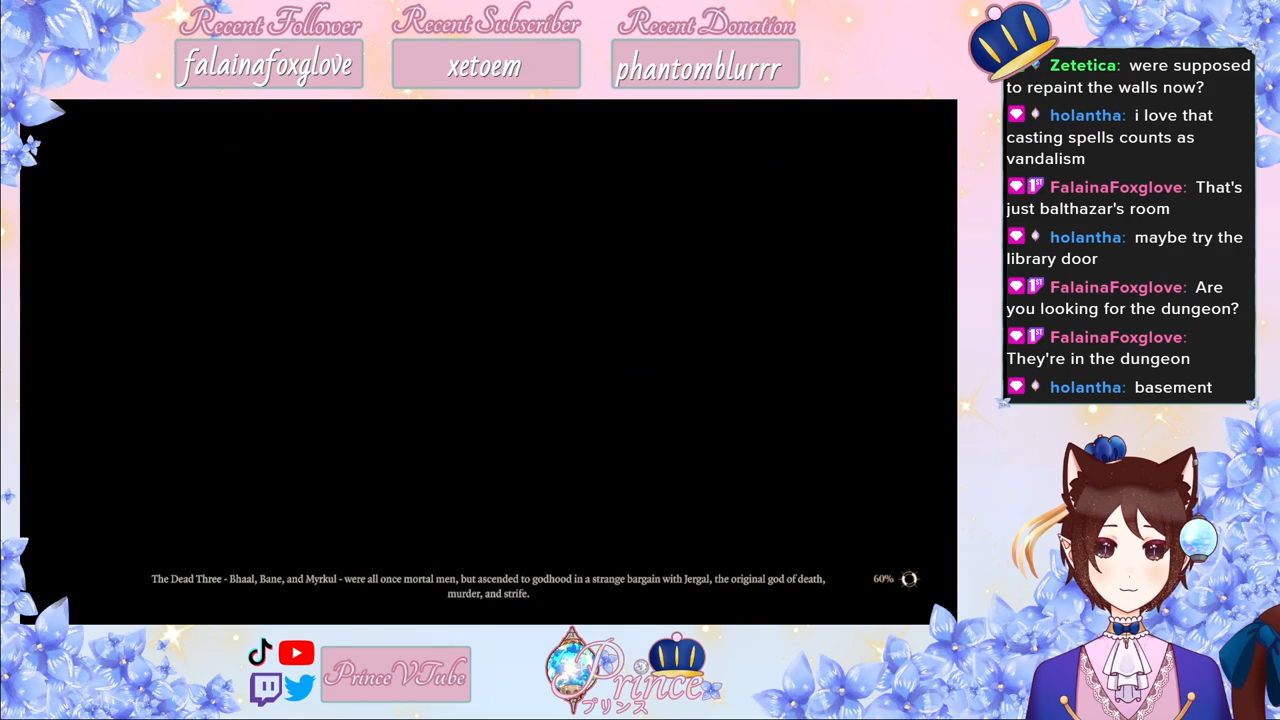 Recent Follower
Recent Subscriber
Recent Donation
falainafoxglove
xetoem
phantomblurrr
Zetetica: were supposed
to repaint the walls now?
holantha: i love that
casting spells counts as
vandalism
1ST FalainaFoxglove: That's
just balthazar's room
holantha: maybe try the
library door
1ST FalainaFoxglove: Are
you looking for the dungeon?
1ST FalainaFoxglove:
They're in the dungeon
holantha: basement
The Dead Three - Bhaal, Bane, and Myrkul - were all once mortal men, but ascended to godhood in a strange bargain with Jergal, the original god of death,
murder, and strife.
60%
Prince VTube
Prince
プリンス